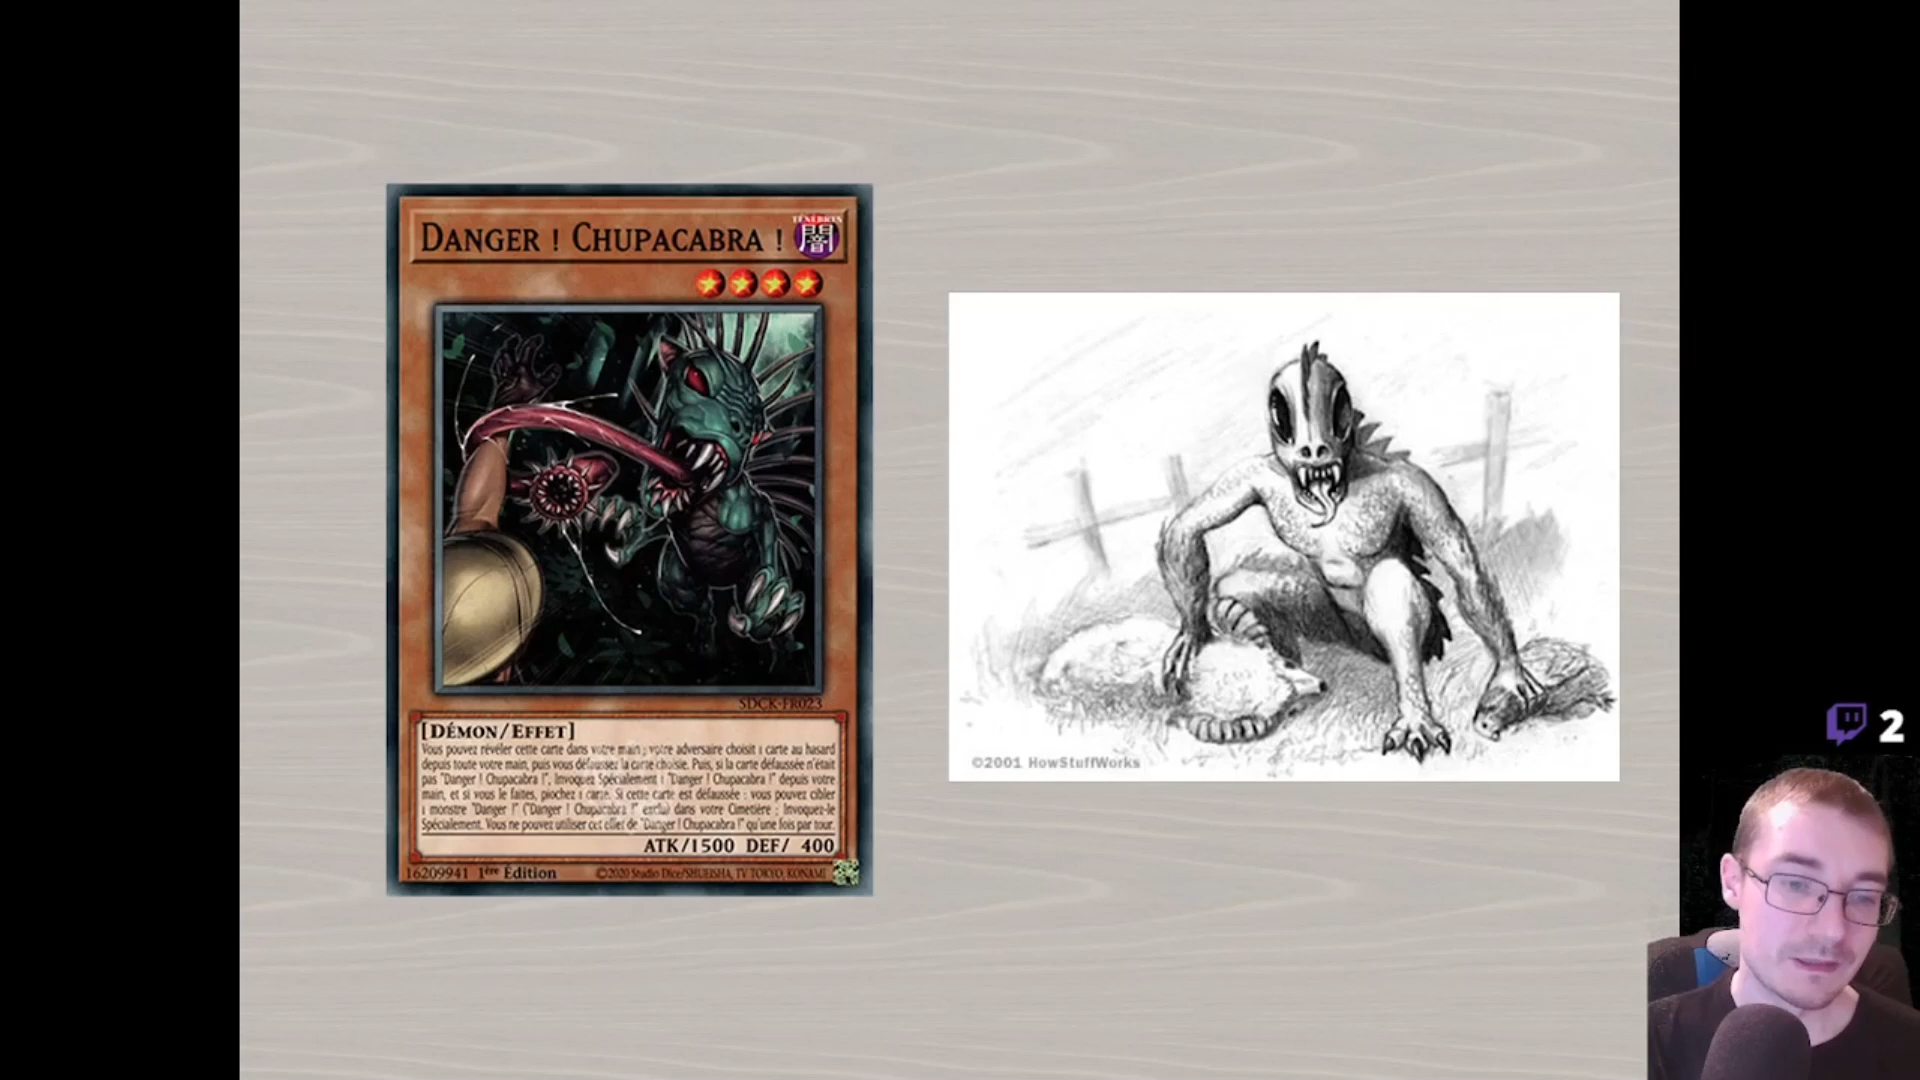 DANGER ! CHUPACABRA !
TÉNÈBRES
闇
SDCK-FR023
[DÉMON/EFFET]
Vous pouvez révéler cette carte dans votre main ; votre adversaire choisit 1 carte au hasard
depuis toute votre main, puis vous défaussez la carte choisie. Puis, si la carte défaussée n'était
pas "Danger ! Chupacabra !", Invoquez Spécialement 1 "Danger ! Chupacabra !" depuis votre
main, et si vous le faites, piochez 1 carte. Si cette carte est défaussée : vous pouvez cibler
1 monstre "Danger !" ("Danger ! Chupacabra !" exclu) dans votre Cimetière ; Invoquez-le
Spécialement. Vous ne pouvez utiliser cet effet de "Danger ! Chupacabra !" qu'une fois par tour.
ATK/1500 DEF/ 400
16209941 1ère Édition ©2020 Studio Dice/SHUEISHA, TV TOKYO, KONAMI
©2001 HowStuffWorks
2